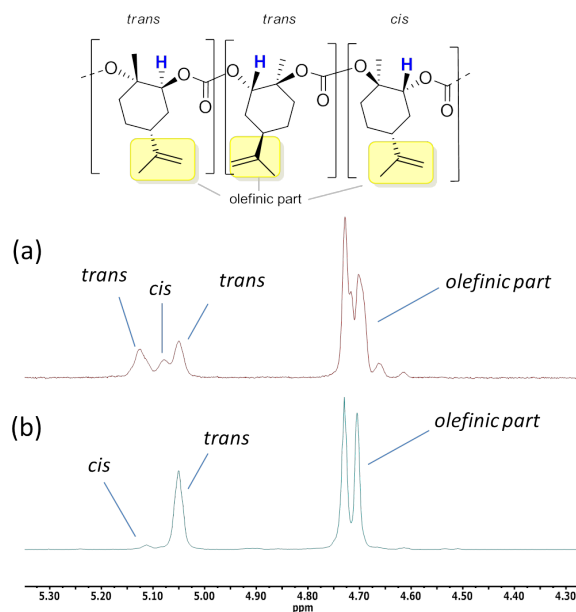 trans trans cis
H H H
O O O O O O
O O O
olefinic part
(a)
trans cis trans olefinic part
(b)
cis trans olefinic part
5.30 5.20 5.10 5.00 4.90 4.80 4.70 4.60 4.50 4.40 4.30
ppm